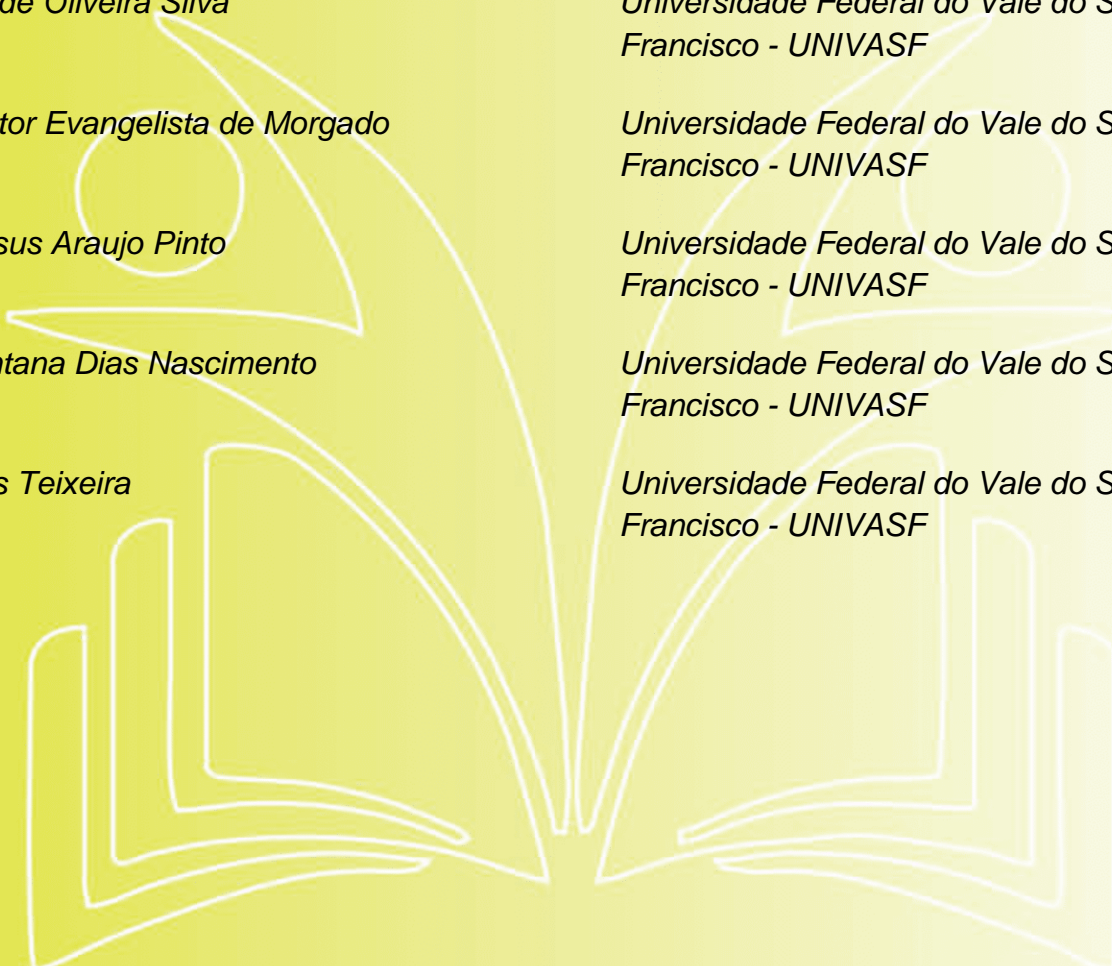 de Oliveira Silva Universidade Federal do Vale do S
Francisco - UNIVASF
tor Evangelista de Morgado Universidade Federal do Vale do S
Francisco - UNIVASF
sus Araujo Pinto Universidade Federal do Vale do S
Francisco - UNIVASF
ntana Dias Nascimento Universidade Federal do Vale do S
Francisco - UNIVASF
s Teixeira Universidade Federal do Vale do S
Francisco - UNIVASF